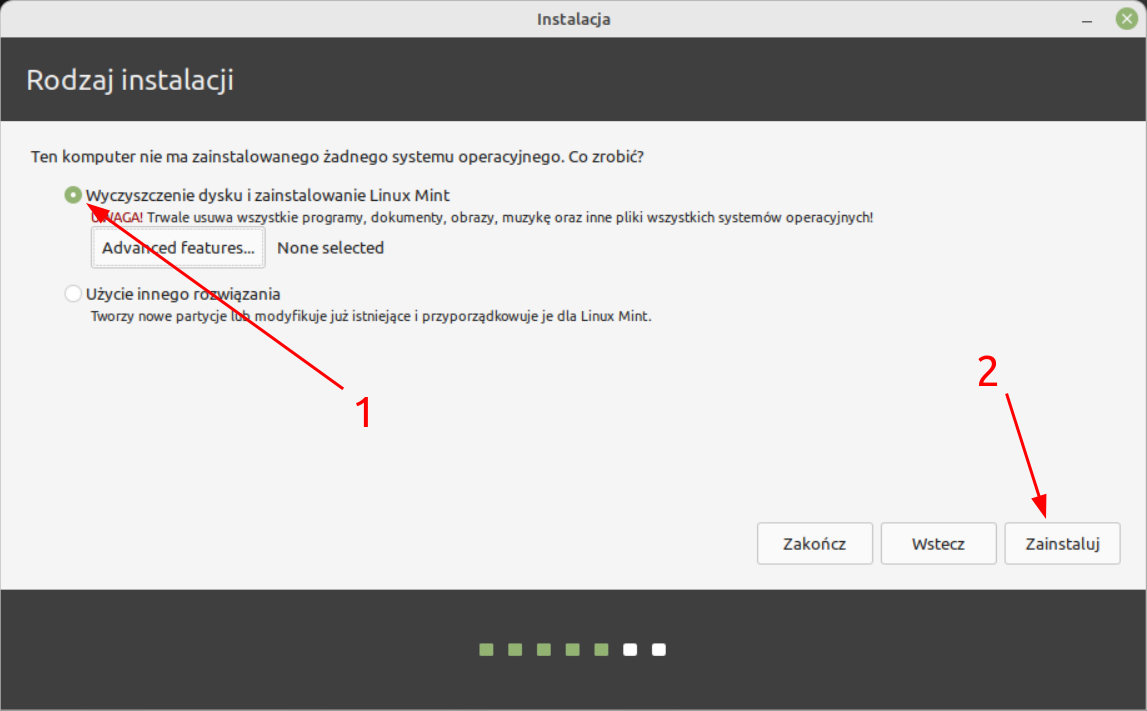 Instalacja
Rodzaj instalacji
Ten komputer nie ma zainstalowanego żadnego systemu operacyjnego. Co zrobić?
Wyczyszczenie dysku i zainstalowanie Linux Mint
UWAGA! Trwale usuwa wszystkie programy, dokumenty, obrazy, muzykę oraz inne pliki wszystkich systemów operacyjnych!
Advanced features... None selected
Użycie innego rozwiązania
Tworzy nowe partycje lub modyfikuje już istniejące i przyporządkowuje je dla Linux Mint.
2
1
Zakończ Wstecz Zainstaluj